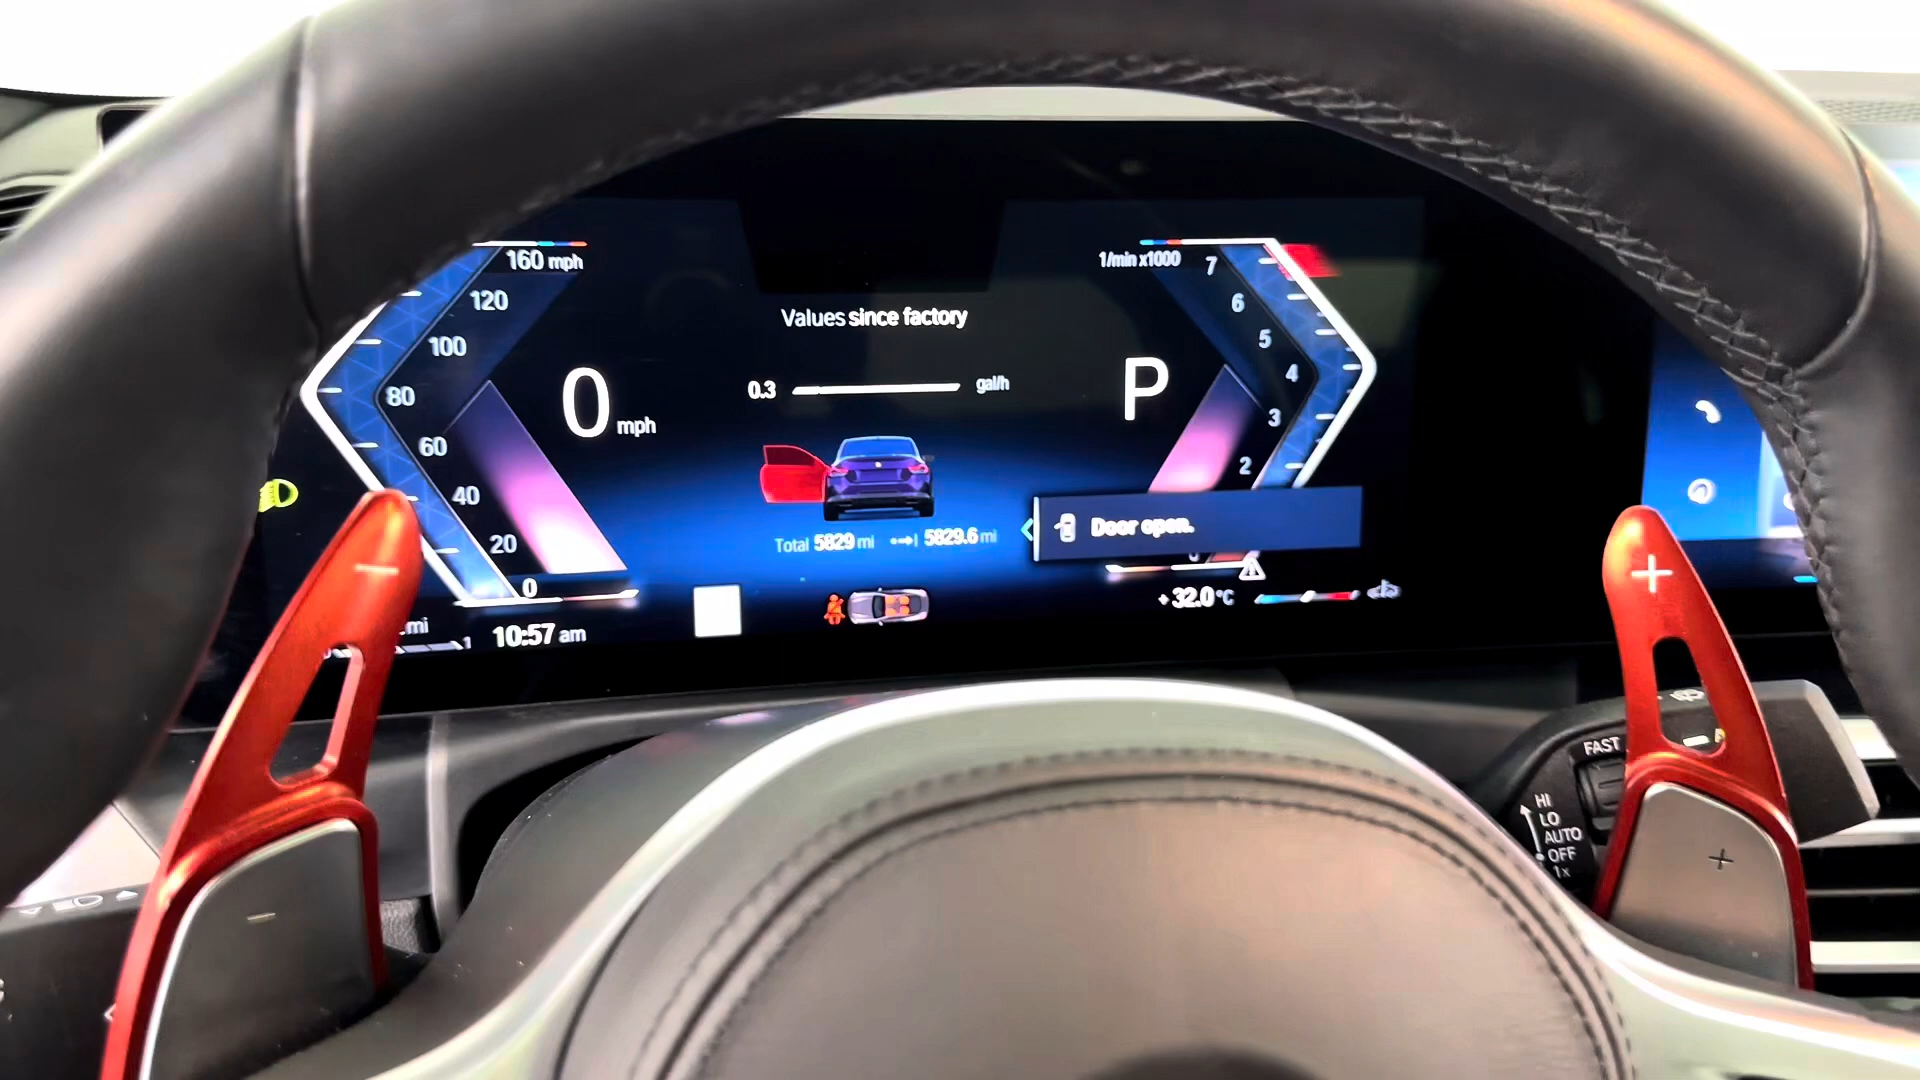 160 mph
120
100
80
60
40
20
0
0 mph
Values since factory
0.3 gal/h
Total 5829 mi 5829.6 mi
1/min x1000
7
6
5
4
3
2
P
Door open.
mi
1
10:57 am
+32.0°C
−
+
−
+
FAST
HI
LO
AUTO
OFF
1x